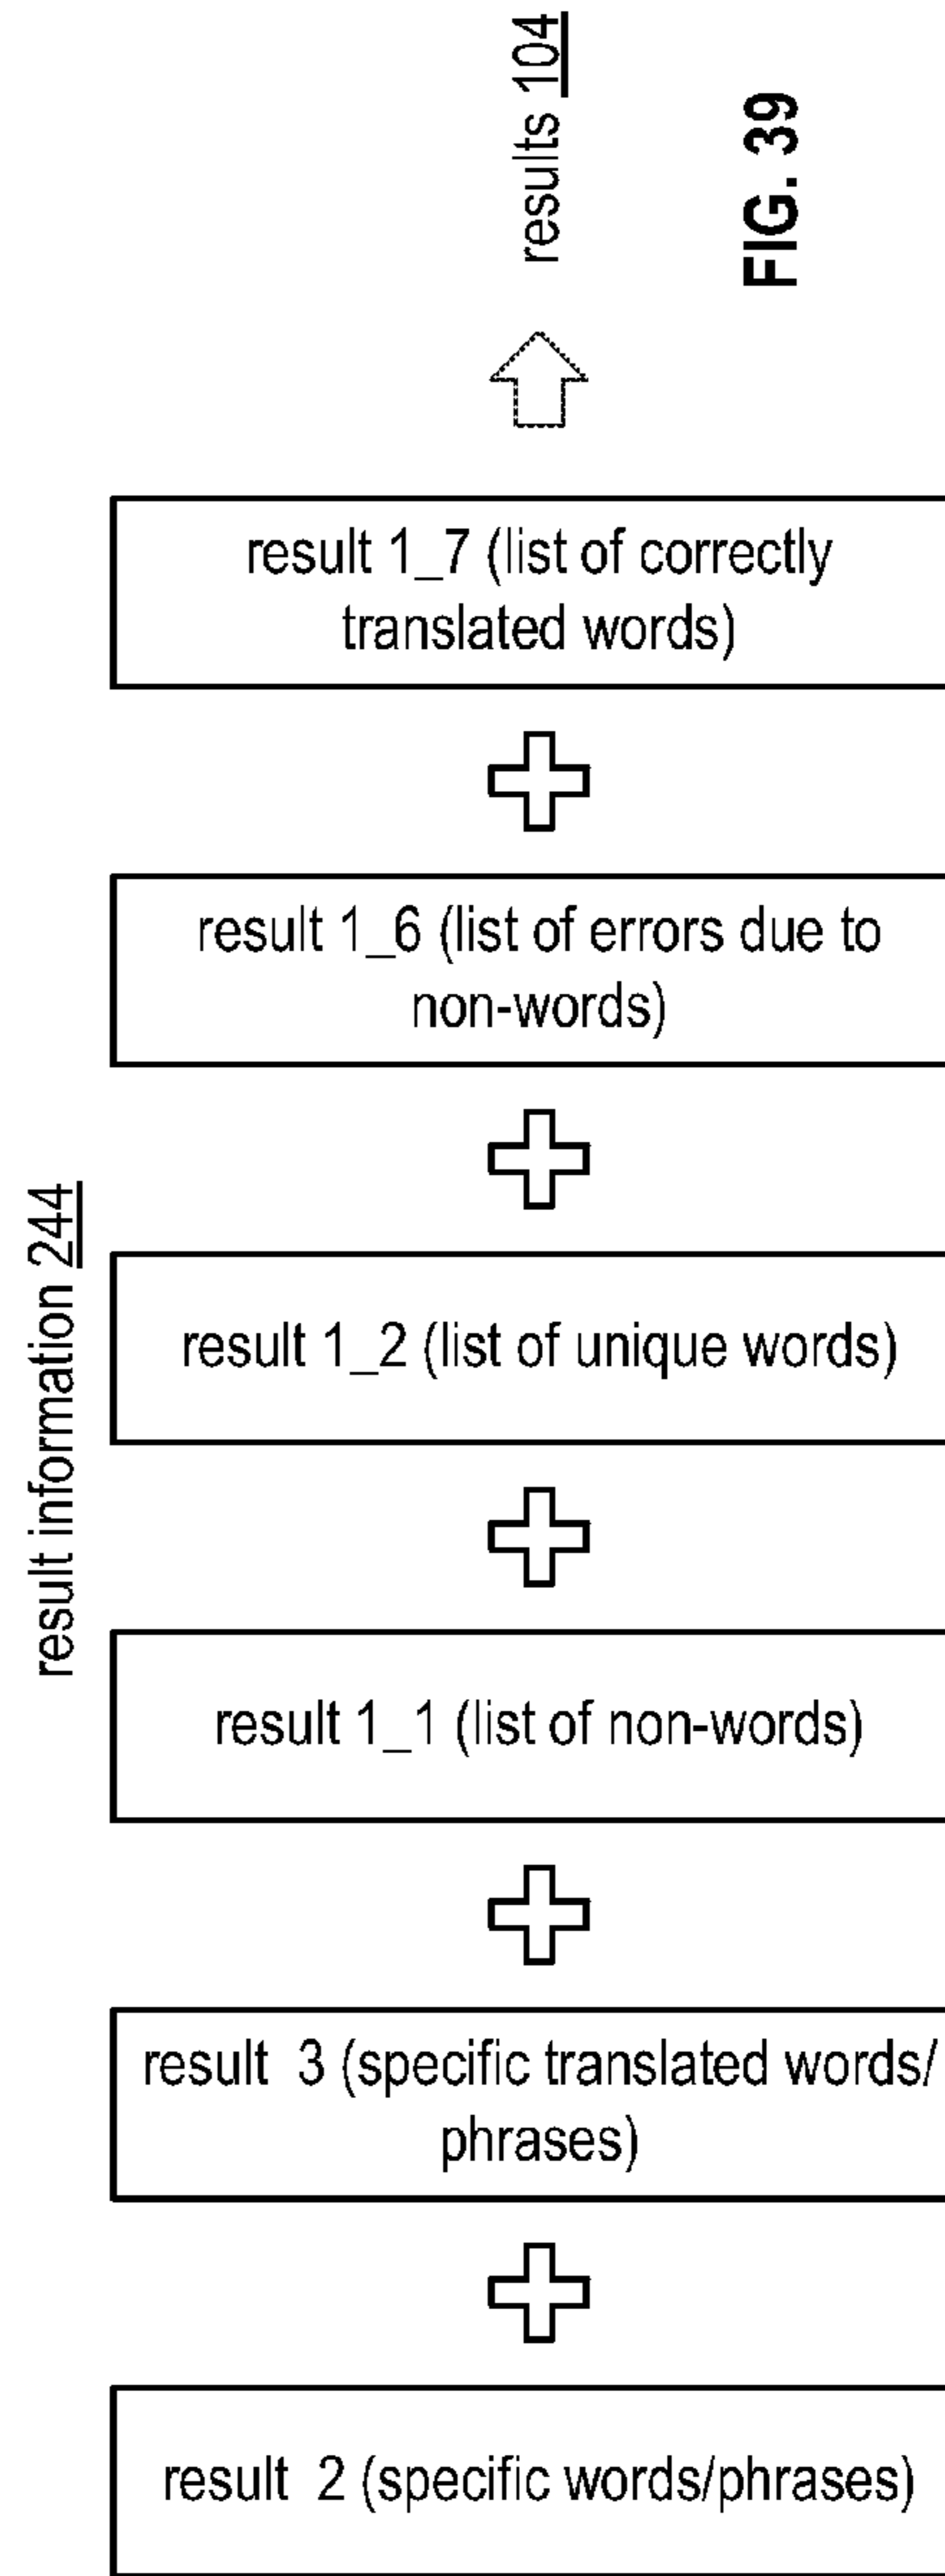 results 104
FIG. 39
result information 244
result 1_7 (list of correctly
translated words)
result 1_6 (list of errors due to
non-words)
result 1_2 (list of unique words)
result 1_1 (list of non-words)
result 3 (specific translated words/
phrases)
result 2 (specific words/phrases)